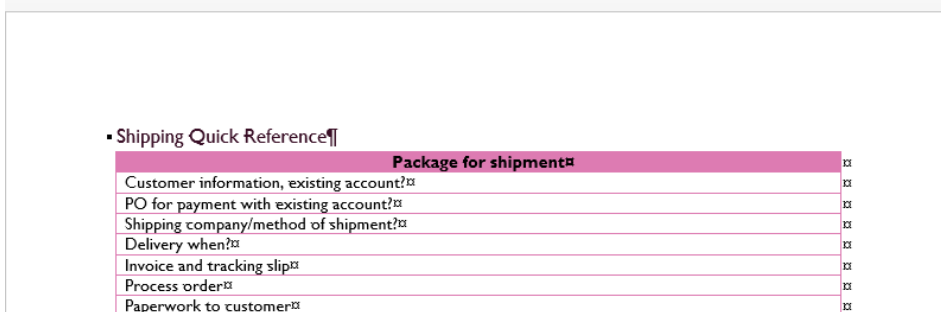 ▪ Shipping Quick Reference¶
Package for shipment¤ ¤
Customer information, existing account?¤ ¤
PO for payment with existing account?¤ ¤
Shipping company/method of shipment?¤ ¤
Delivery when?¤ ¤
Invoice and tracking slip¤ ¤
Process order¤ ¤
Paperwork to customer¤ ¤